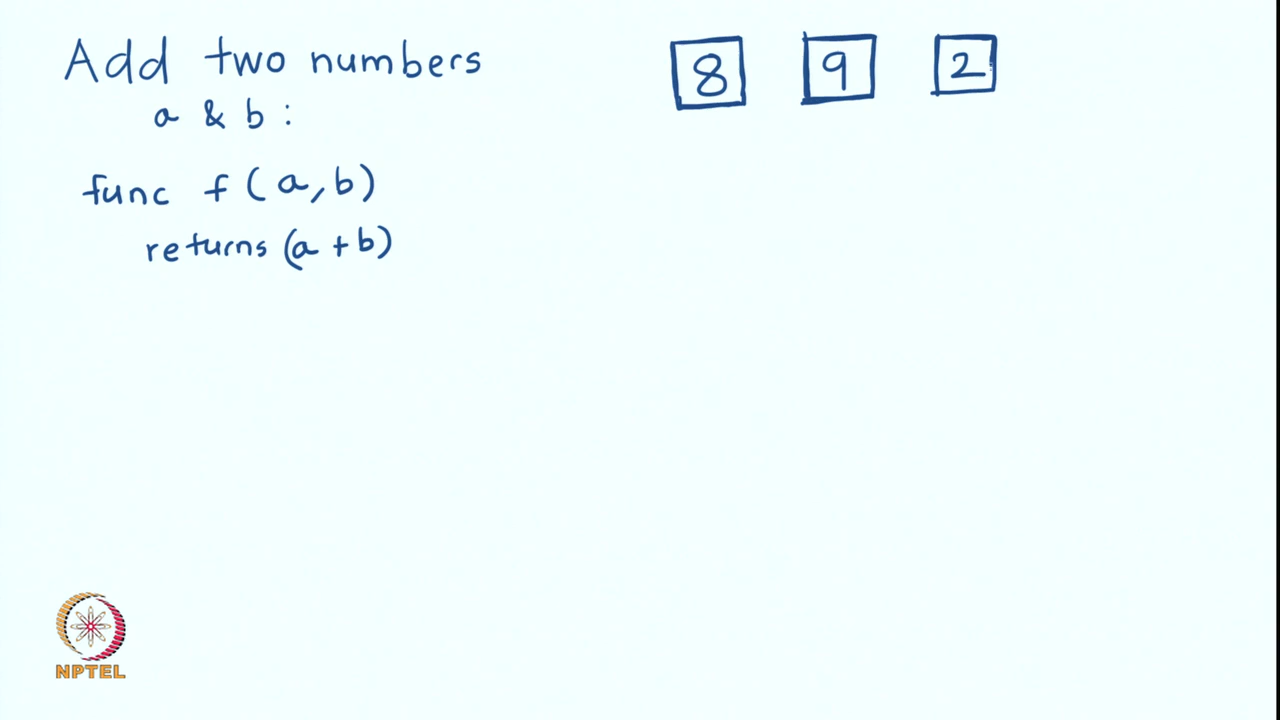 Add two numbers
a & b :
func f(a,b)
returns (a+b)
8 9 2
NPTEL